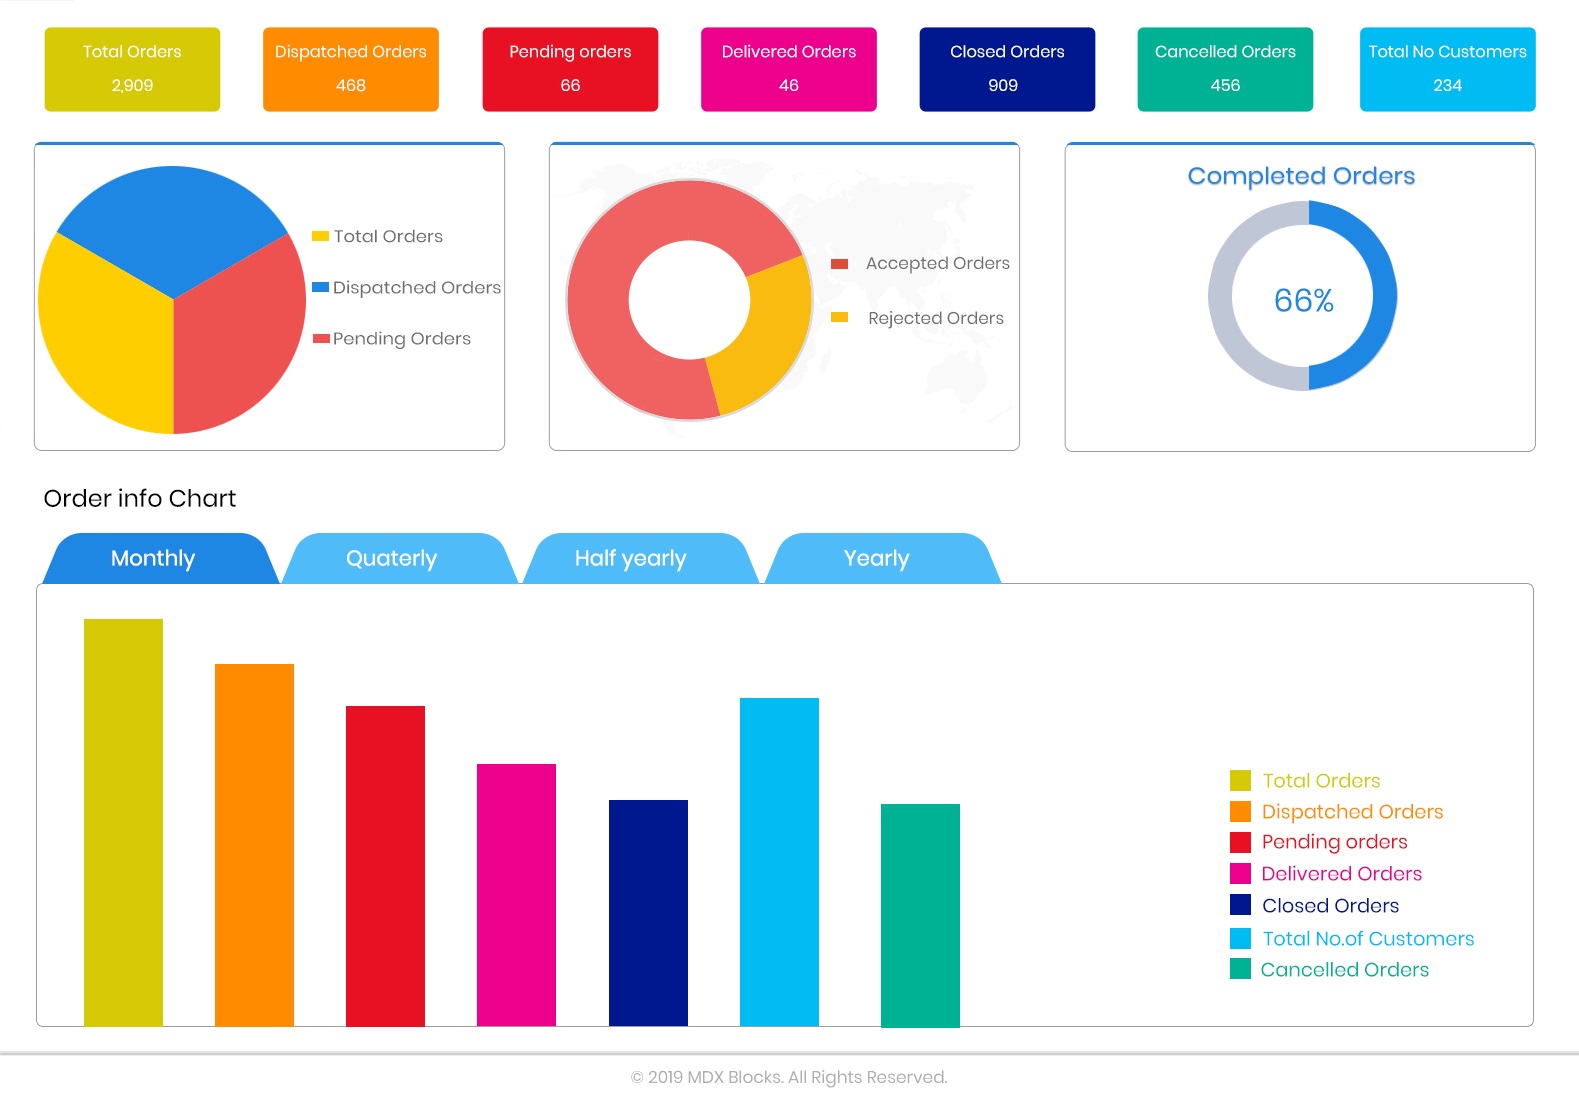 Total Orders
2,909
Dispatched Orders
468
Pending orders
66
Delivered Orders
46
Closed Orders
909
Cancelled Orders
456
Total No Customers
234
Total Orders
Dispatched Orders
Pending Orders
Accepted Orders
Rejected Orders
Completed Orders
66%
Order info Chart
Monthly
Quaterly
Half yearly
Yearly
Total Orders
Dispatched Orders
Pending orders
Delivered Orders
Closed Orders
Total No.of Customers
Cancelled Orders
© 2019 MDX Blocks. All Rights Reserved.